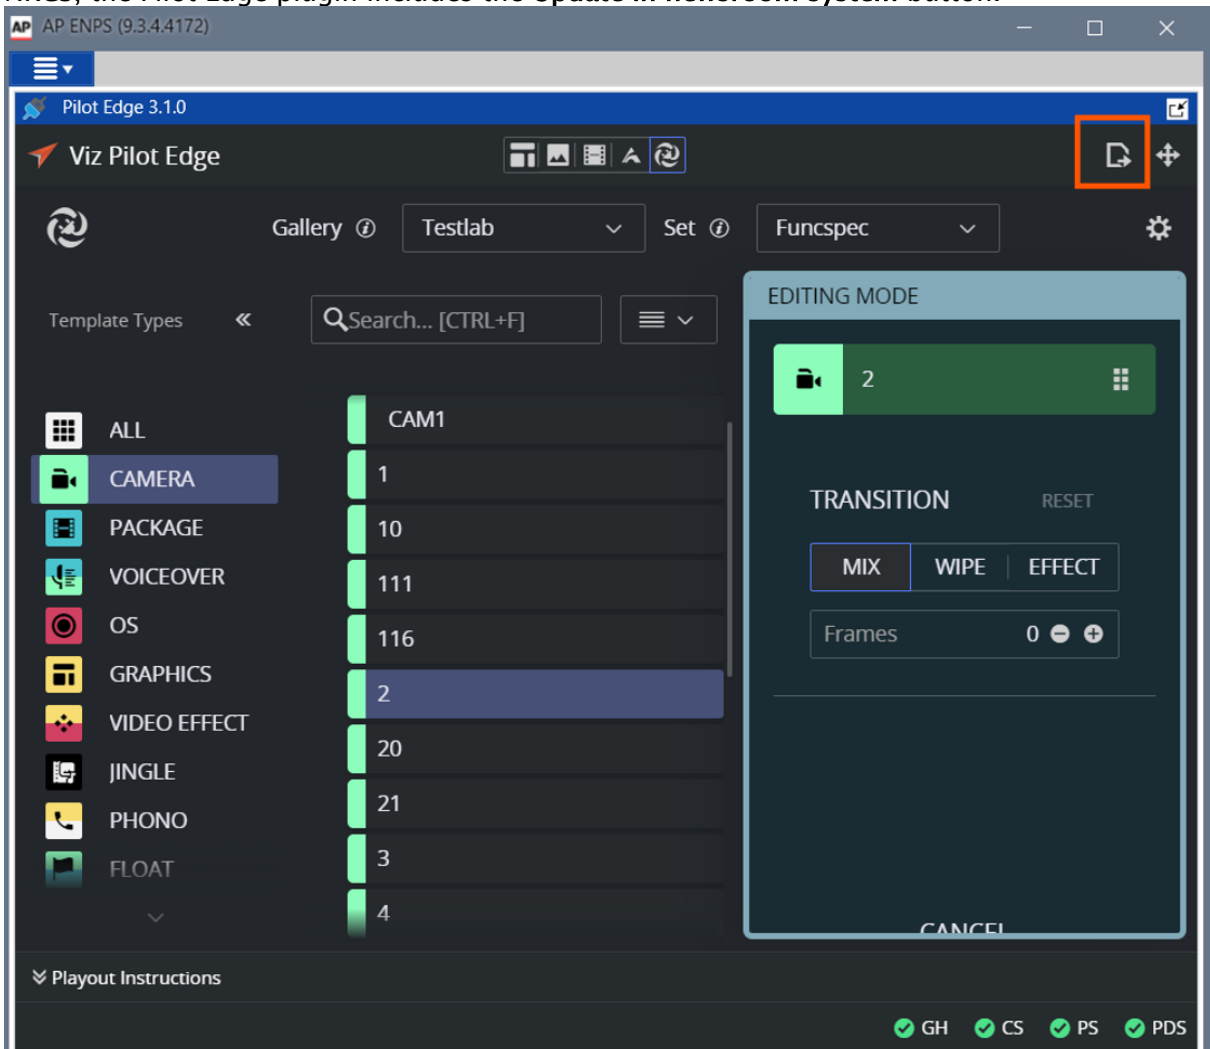 AP AP ENPS (9.3.4.4172)
Pilot Edge 3.1.0
Viz Pilot Edge
Gallery Testlab Set Funcspec
Template Types Search... [CTRL+F]
ALL
CAMERA
PACKAGE
VOICEOVER
OS
GRAPHICS
VIDEO EFFECT
JINGLE
PHONO
FLOAT
CAM1
1
10
111
116
2
20
21
3
4
EDITING MODE
2
TRANSITION RESET
MIX WIPE EFFECT
Frames 0
CANCEL
Playout Instructions
GH CS PS PDS